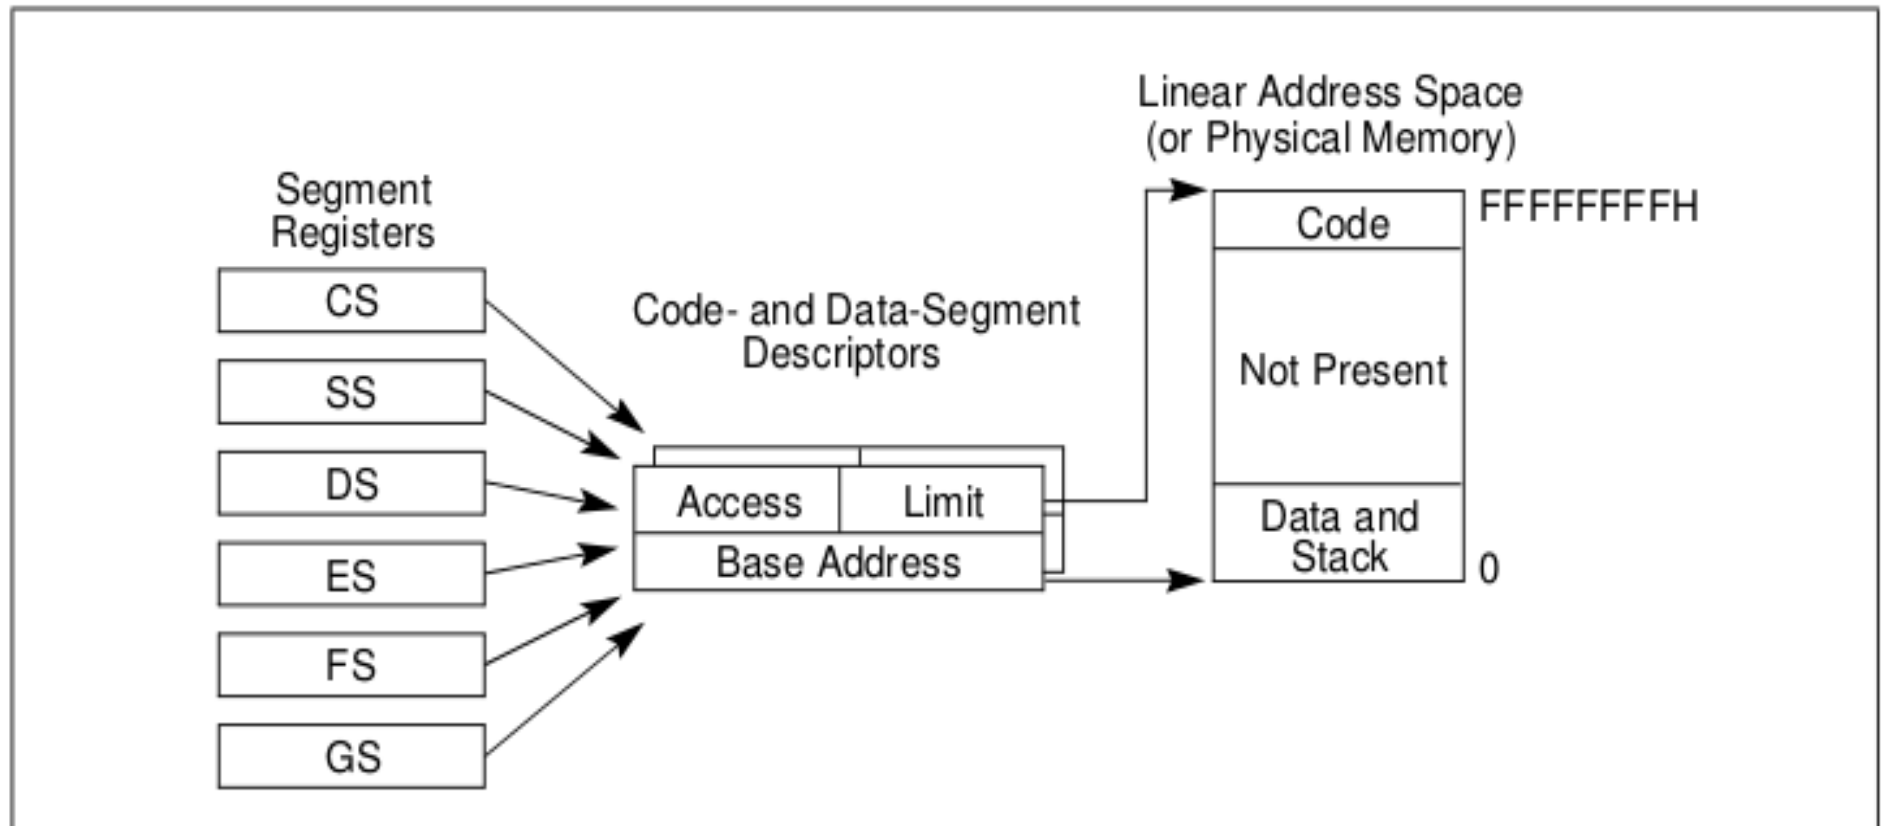 Linear Address Space
(or Physical Memory)
Segment
Registers
FFFFFFFFH
Code
CS
Code- and Data-Segment
Descriptors
Not Present
SS
DS
Access
Limit
Data and
Stack
Base Address
0
ES
FS
GS